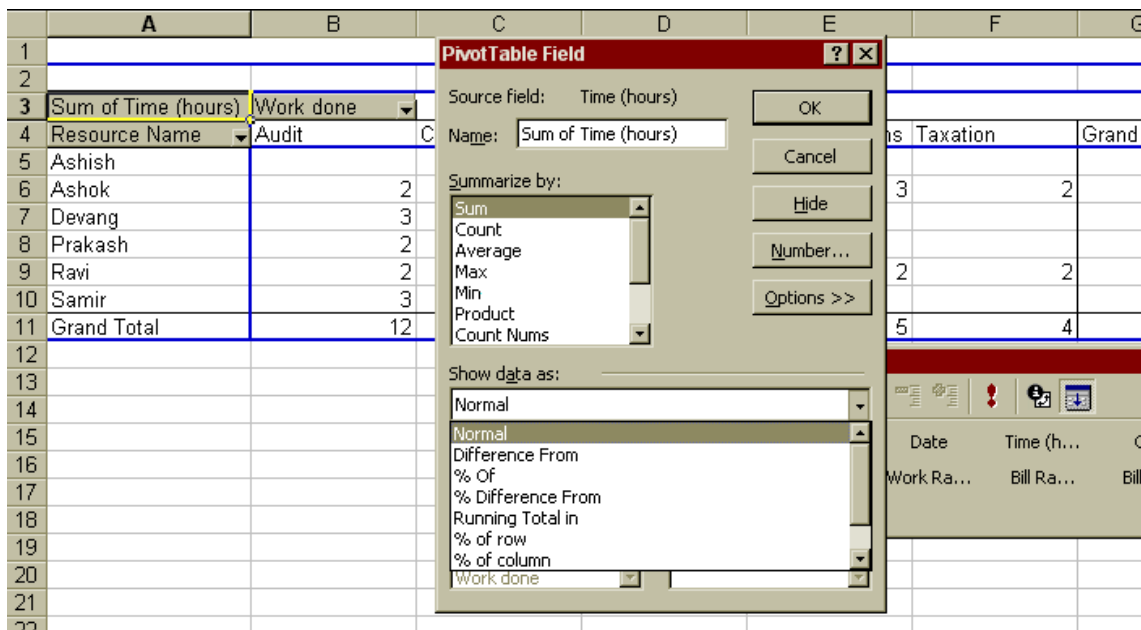 A B C D E F G
1
2
3 Sum of Time (hours) Work done
4 Resource Name Audit C ns Taxation Grand
5 Ashish
6 Ashok 2 3 2
7 Devang 3
8 Prakash 2
9 Ravi 2 2 2
10 Samir 3
11 Grand Total 12 5 4
12
13
14
15
16
17
18
19
20
21
22
PivotTable Field ? X
Source field: Time (hours)
OK
Name: Sum of Time (hours)
Cancel
Summarize by:
Sum
Count
Average
Max
Min
Product
Count Nums
Hide
Number...
Options >>
Show data as:
Normal
Normal
Difference From
% Of
% Difference From
Running Total in
% of row
% of column
Work done
Date Time (h...
Work Ra... Bill Ra... Bill